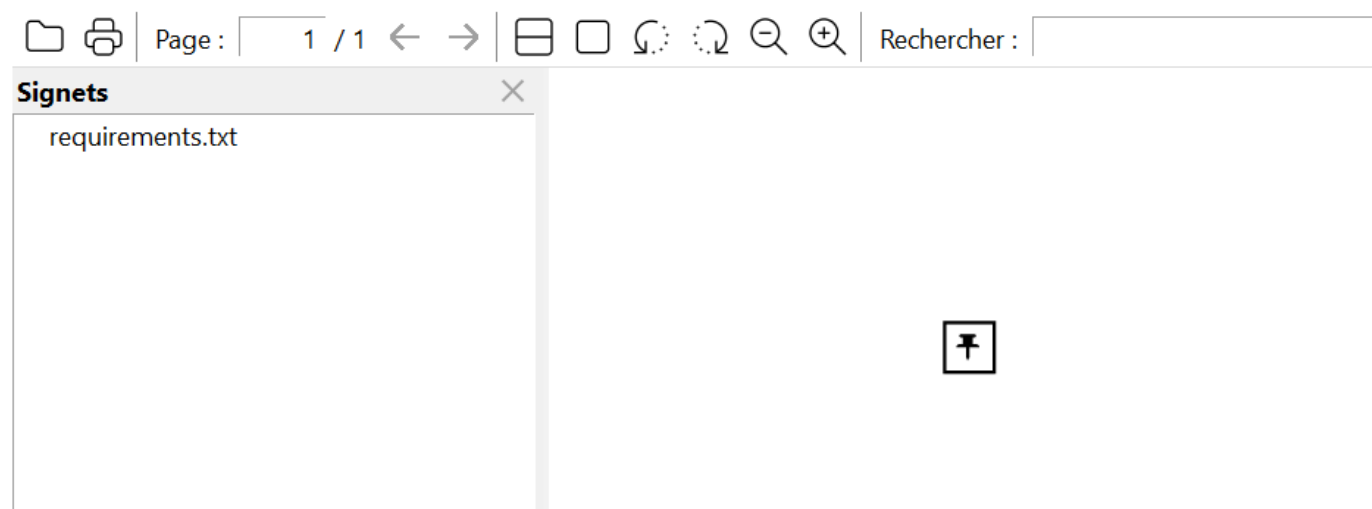 Page : 1 / 1 Rechercher :
Signets
requirements.txt